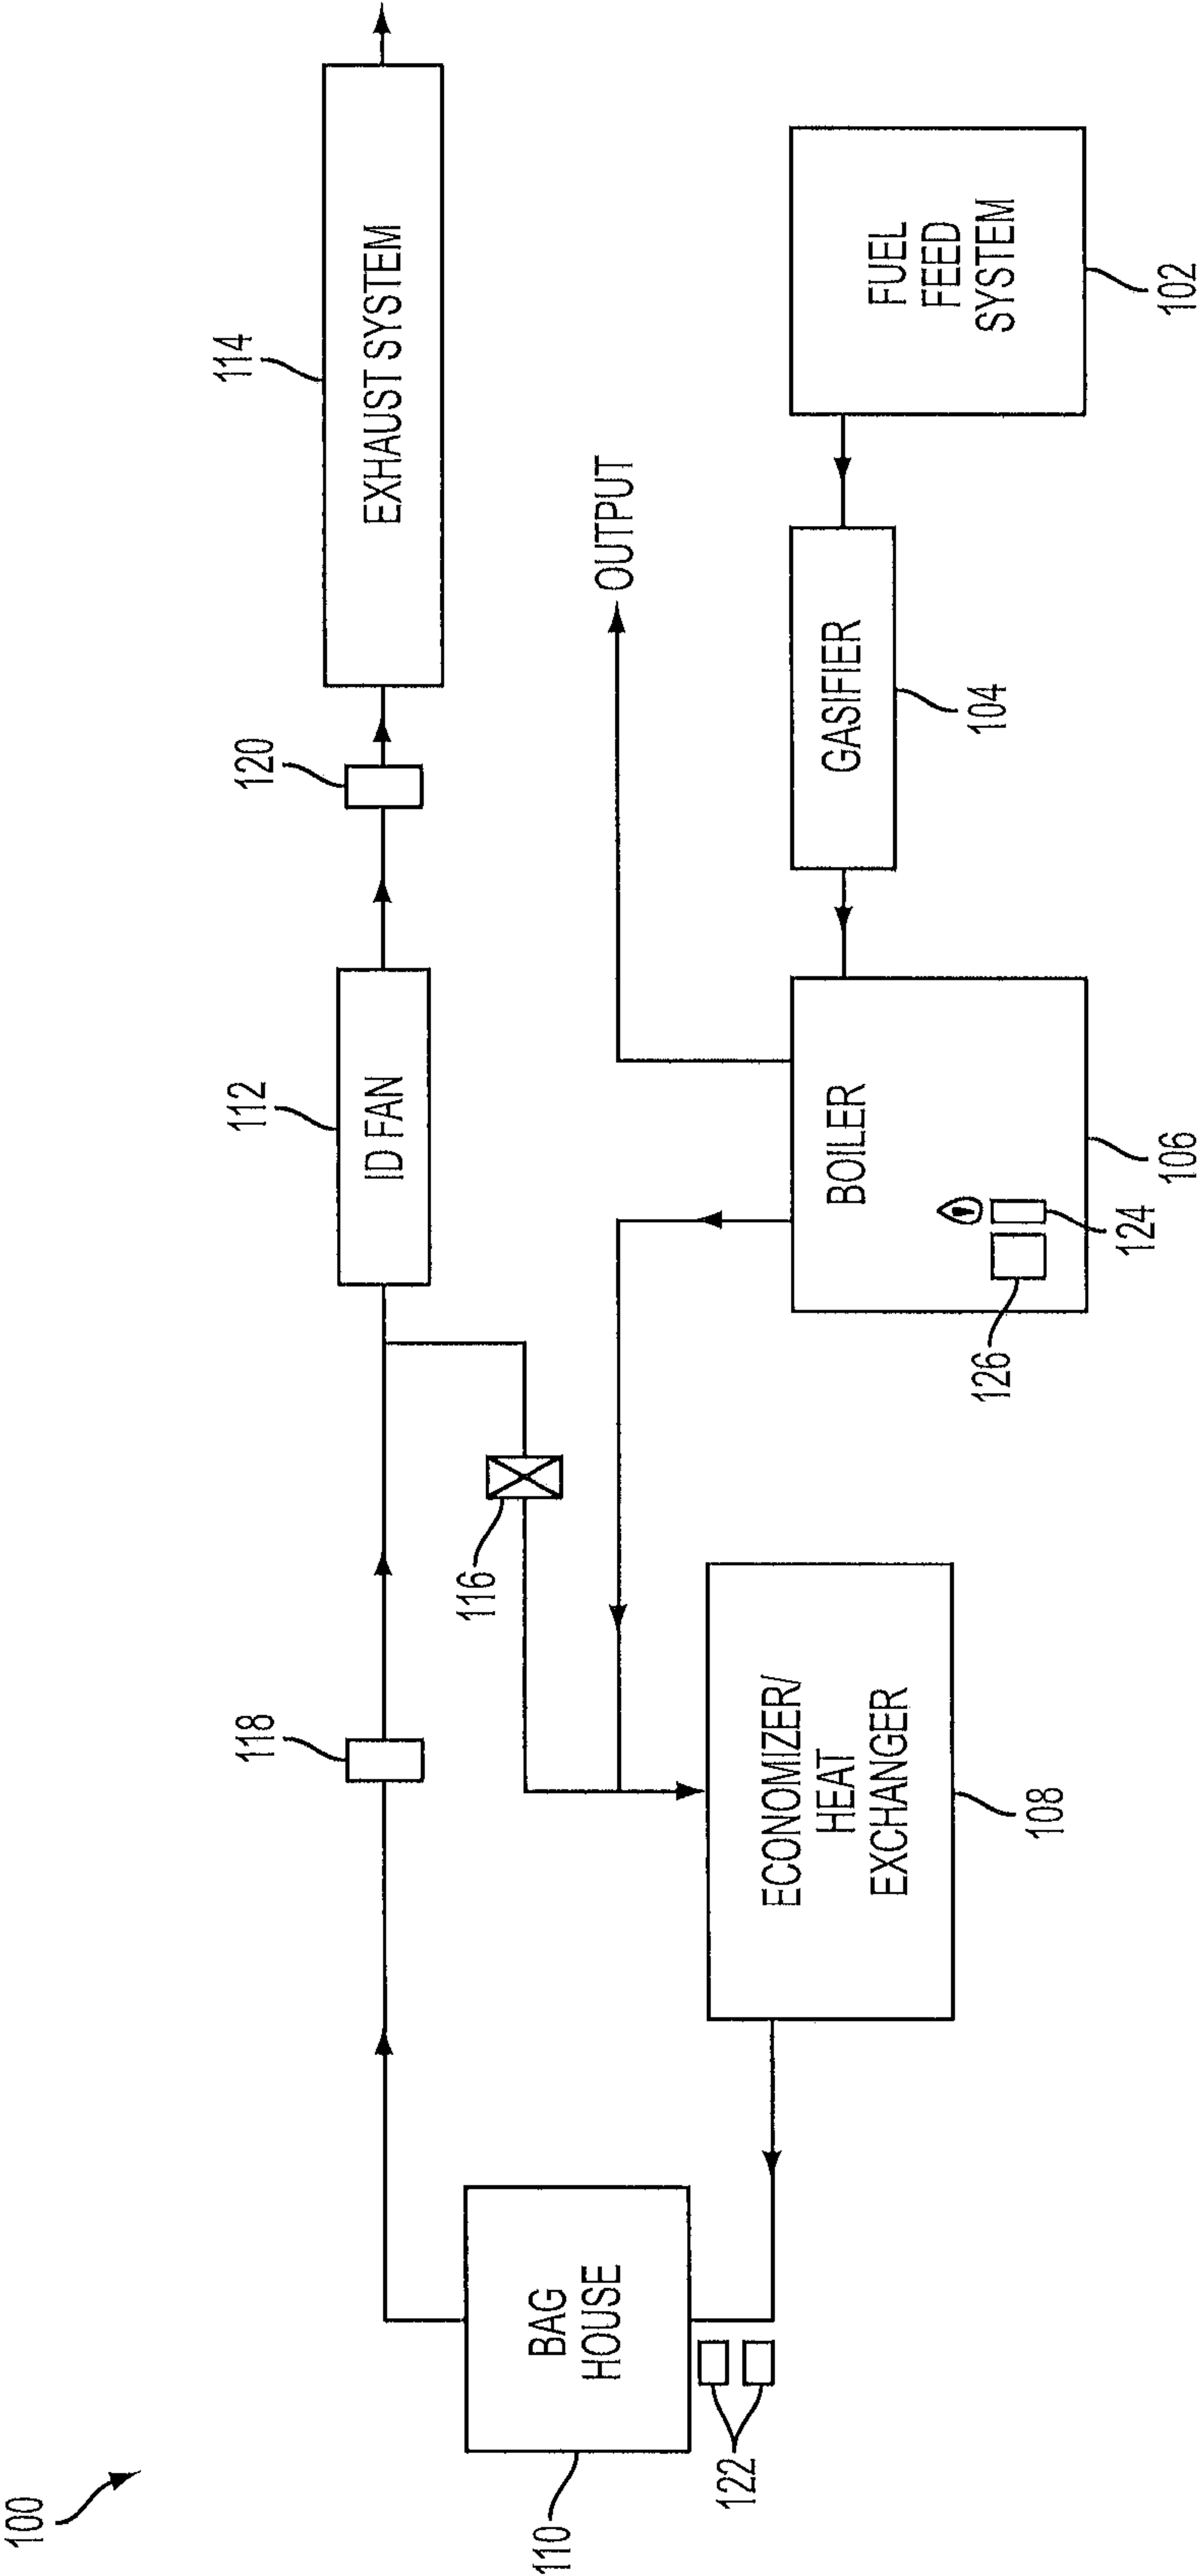 100
110
BAG
HOUSE
122
118
ECONOMIZER/
HEAT
EXCHANGER
108
116
112
ID FAN
BOILER
106
124
126
120
OUTPUT
GASIFIER
104
114
EXHAUST SYSTEM
FUEL
FEED
SYSTEM
102